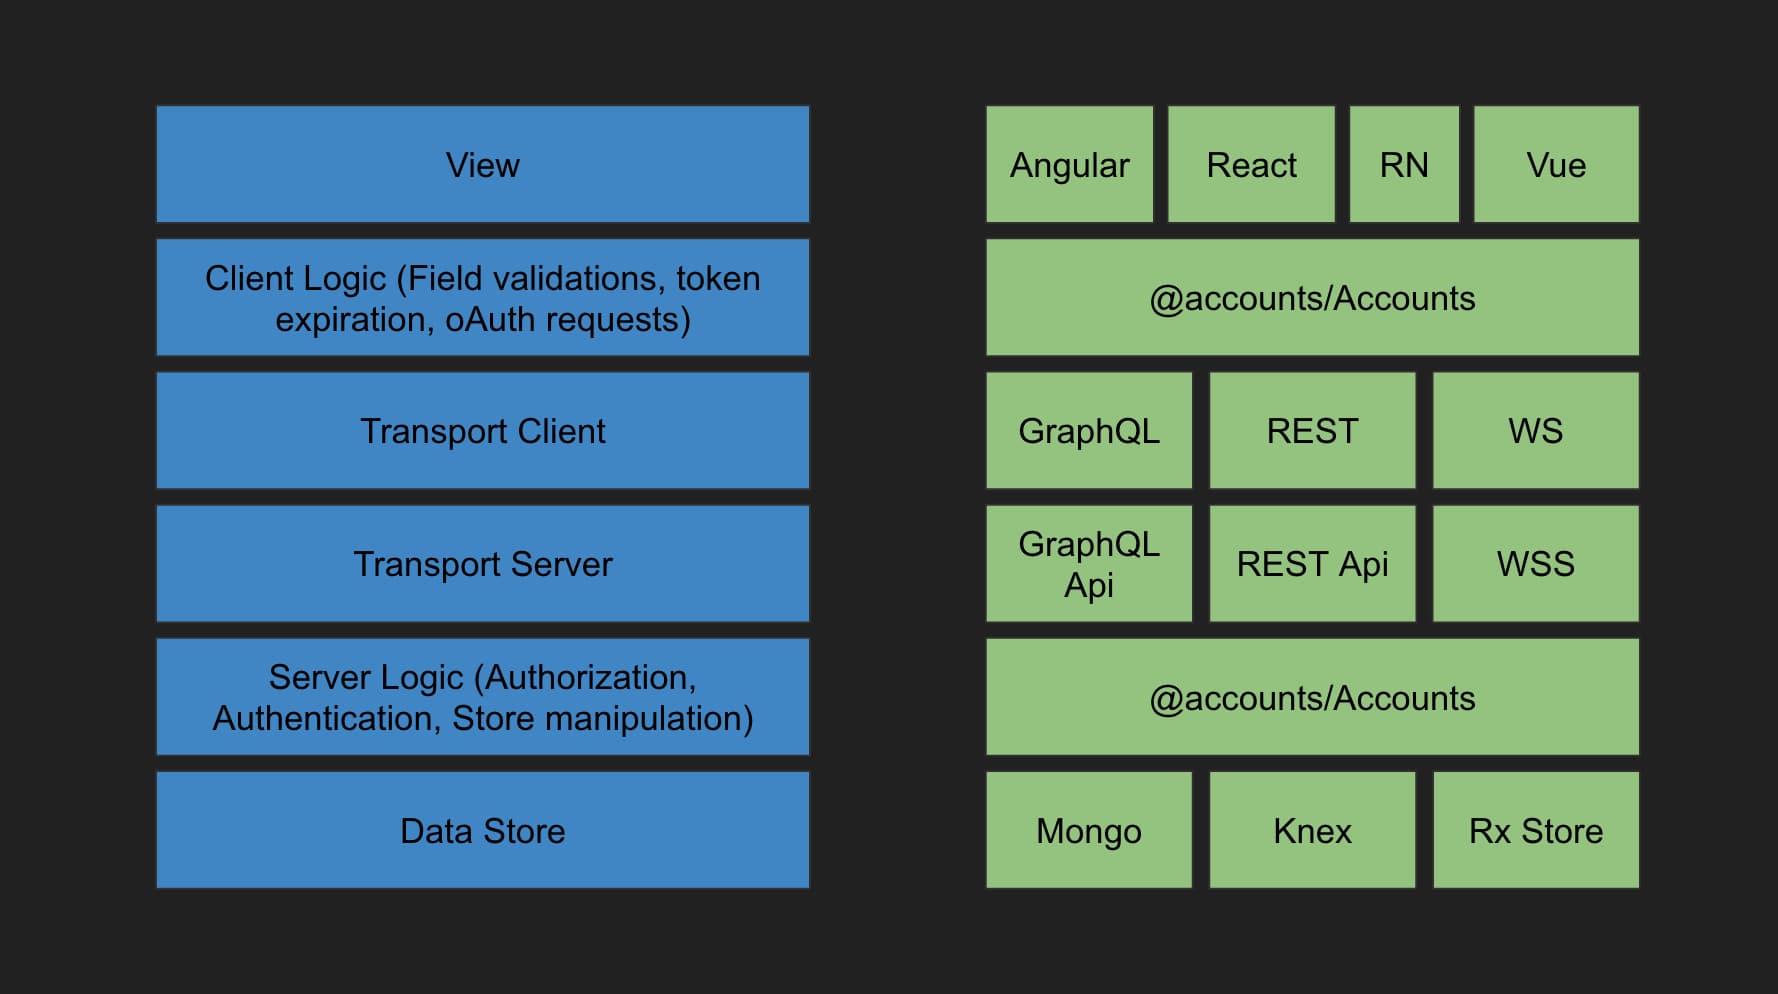 View
Angular
React
RN
Vue
Client Logic (Field validations, token
expiration, oAuth requests)
@accounts/Accounts
Transport Client
GraphQL
REST
WS
Transport Server
GraphQL
Api
REST Api
WSS
Server Logic (Authorization,
Authentication, Store manipulation)
@accounts/Accounts
Data Store
Mongo
Knex
Rx Store